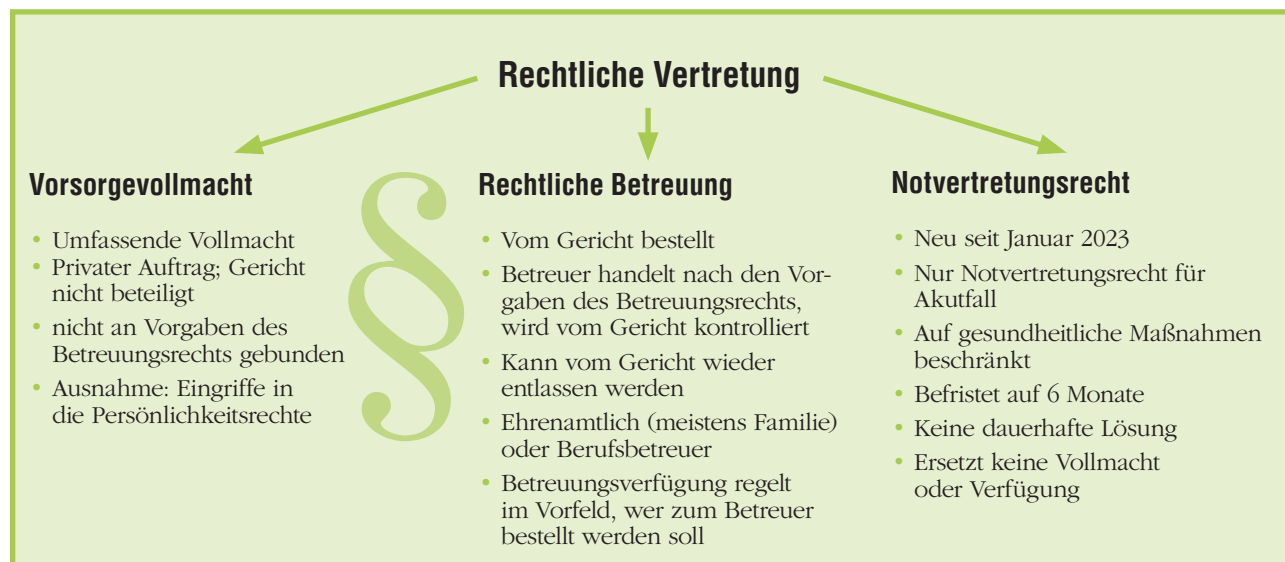 Rechtliche Vertretung
Vorsorgevollmacht
• Umfassende Vollmacht
• Privater Auftrag; Gericht
nicht beteiligt
• nicht an Vorgaben des
Betreuungsrechts gebunden
• Ausnahme: Eingriffe in
die Persönlichkeitsrechte
§
Rechtliche Betreuung
• Vom Gericht bestellt
• Betreuer handelt nach den Vor-
gaben des Betreuungsrechts,
wird vom Gericht kontrolliert
• Kann vom Gericht wieder
entlassen werden
• Ehrenamtlich (meistens Familie)
oder Berufsbetreuer
• Betreuungsverfügung regelt
im Vorfeld, wer zum Betreuer
bestellt werden soll
Notvertretungsrecht
• Neu seit Januar 2023
• Nur Notvertretungsrecht für
Akutfall
• Auf gesundheitliche Maßnahmen
beschränkt
• Befristet auf 6 Monate
• Keine dauerhafte Lösung
• Ersetzt keine Vollmacht
oder Verfügung